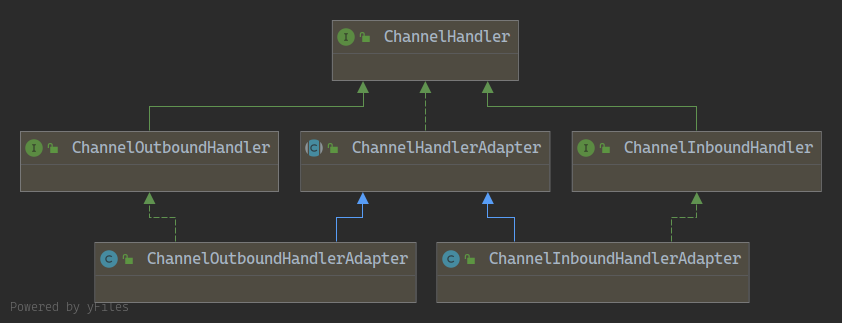 I ChannelHandler
I ChannelOutboundHandler
C ChannelHandlerAdapter
I ChannelInboundHandler
C ChannelOutboundHandlerAdapter
C ChannelInboundHandlerAdapter
Powered by yFiles